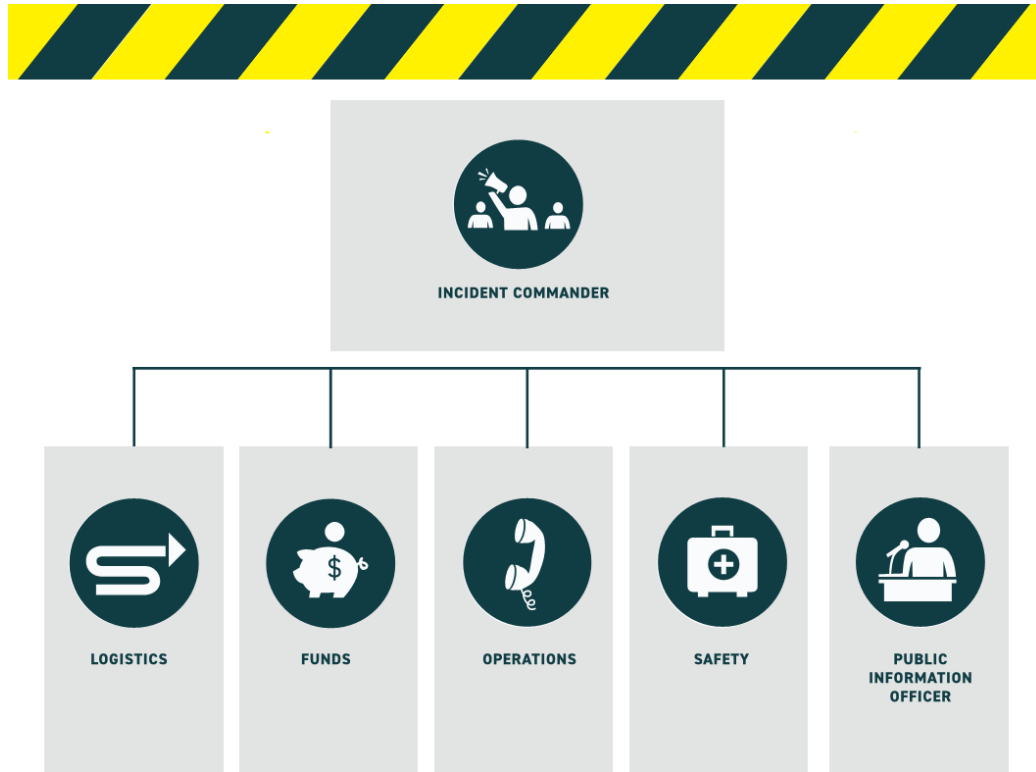 INCIDENT COMMANDER
LOGISTICS
FUNDS
$
OPERATIONS
SAFETY
PUBLIC
INFORMATION
OFFICER